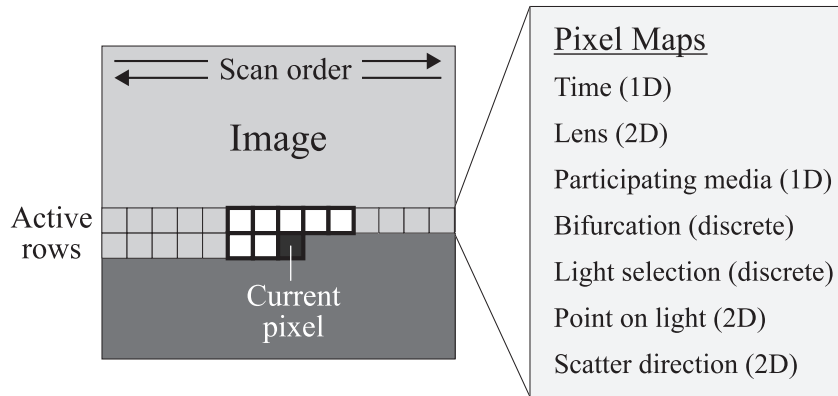 Scan order
Image
Active
rows
Current
pixel
Pixel Maps
Time (1D)
Lens (2D)
Participating media (1D)
Bifurcation (discrete)
Light selection (discrete)
Point on light (2D)
Scatter direction (2D)